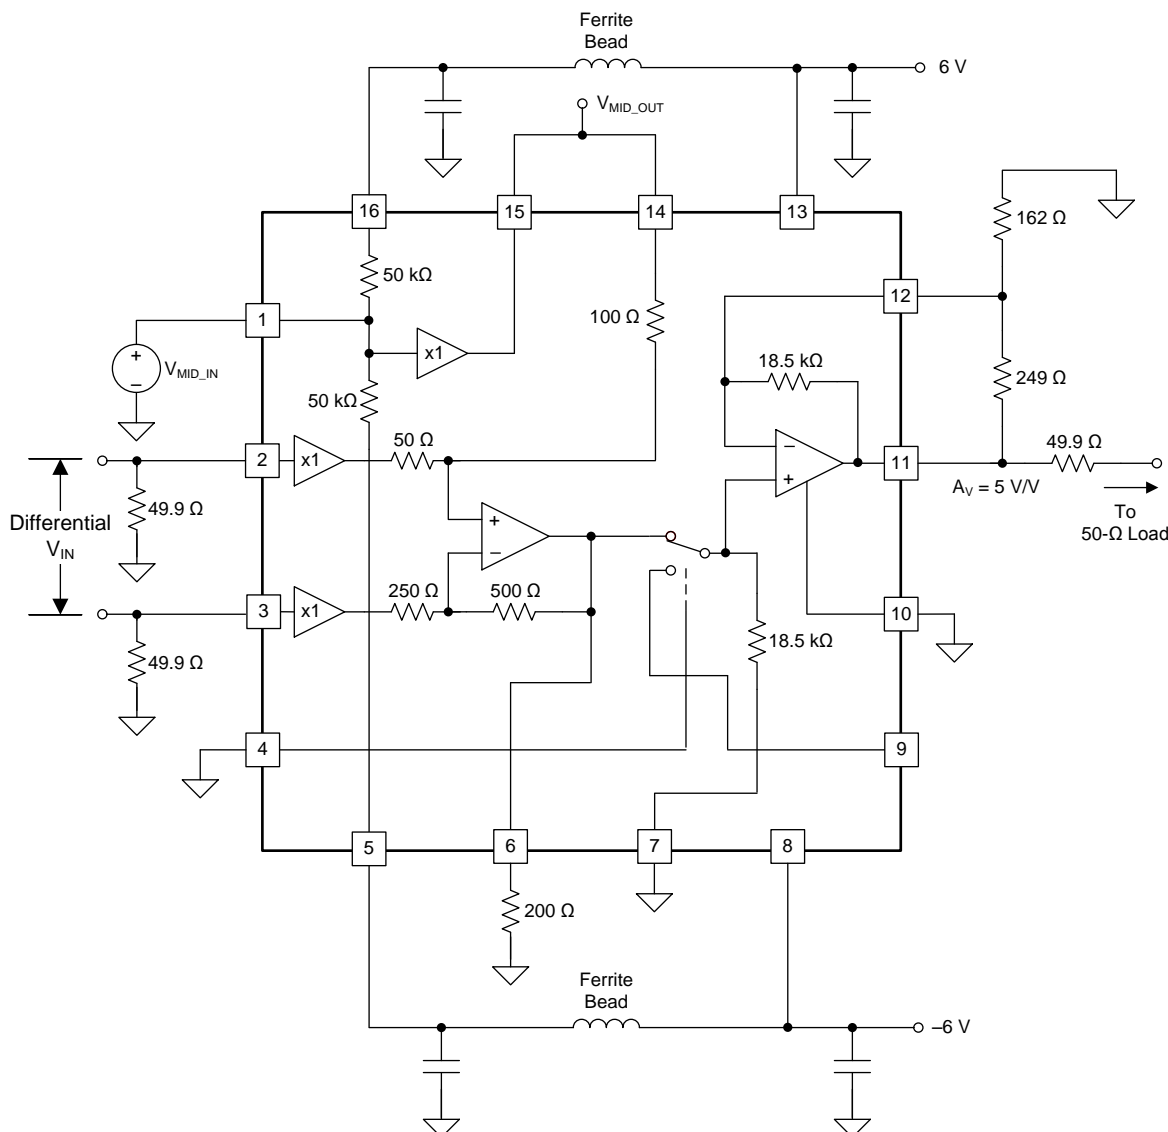 Ferrite
Bead
6 V
V_MID_OUT
16
15
14
13
162 Ω
50 kΩ
12
1
100 Ω
x1
18.5 kΩ
+
−
V_MID_IN
50 kΩ
249 Ω
50 Ω
49.9 Ω
2
x1
−
+
11
A_V = 5 V/V
To
50-Ω Load
Differential
V_IN
49.9 Ω
+
−
250 Ω
500 Ω
3
x1
10
18.5 kΩ
49.9 Ω
4
9
5
6
7
8
200 Ω
Ferrite
Bead
–6 V